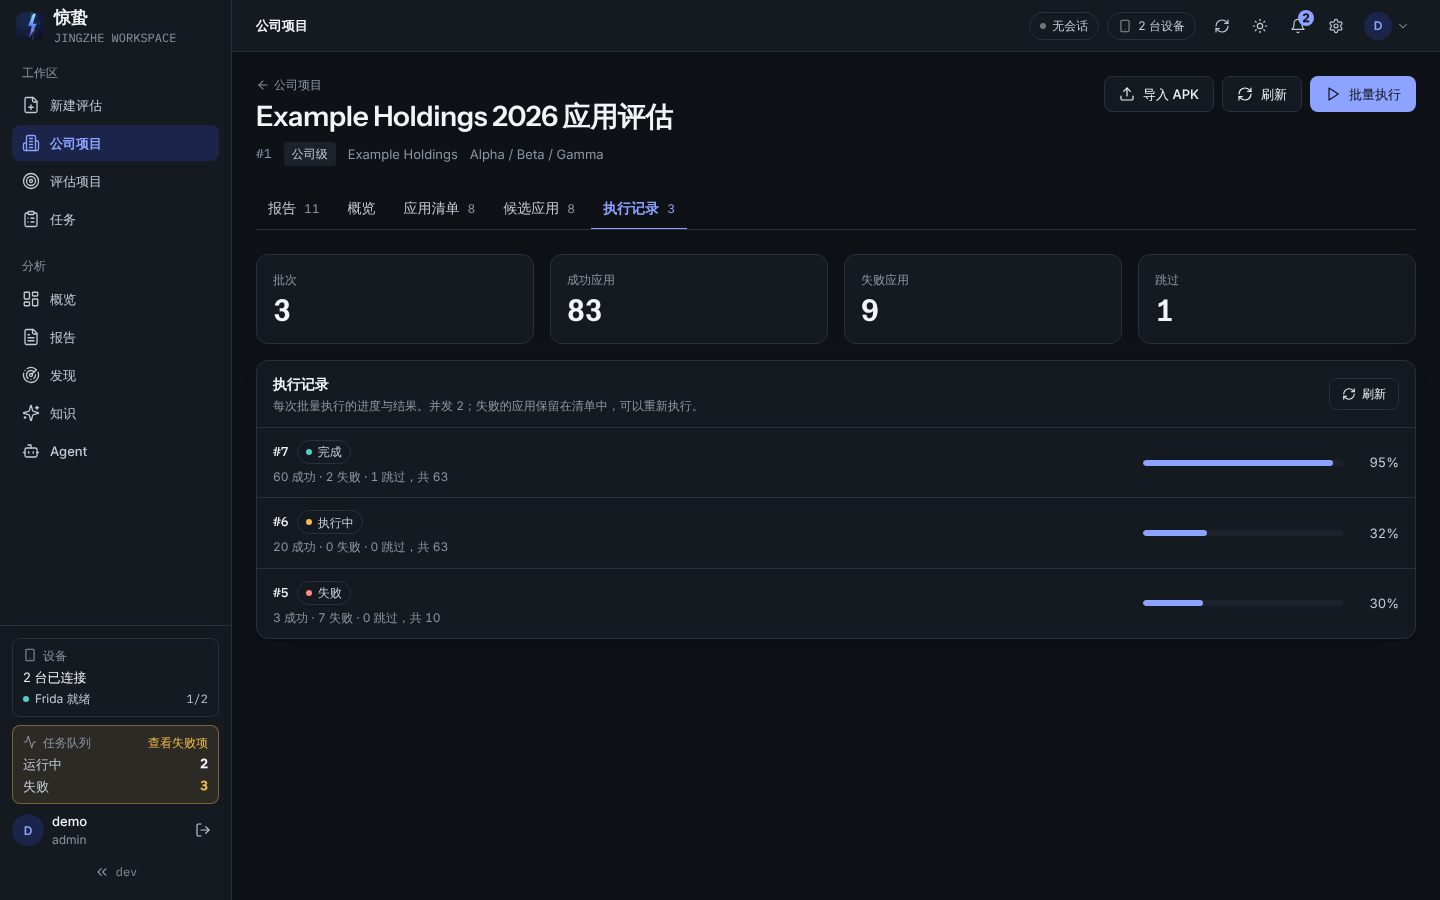 惊蛰
JINGZHE WORKSPACE
工作区
新建评估
公司项目
评估项目
任务
分析
概览
报告
发现
知识
Agent
设备
2 台已连接
Frida 就绪 1/2
任务队列 查看失败项
运行中 2
失败 3
D demo
admin
dev
公司项目
无会话 2 台设备 2 D
公司项目
导入 APK 刷新 批量执行
Example Holdings 2026 应用评估
#1 公司级 Example Holdings Alpha / Beta / Gamma
报告 11 概览 应用清单 8 候选应用 8 执行记录 3
批次 成功应用 失败应用 跳过
3 83 9 1
执行记录
每次批量执行的进度与结果。并发 2；失败的应用保留在清单中，可以重新执行。
刷新
#7 完成
60 成功 · 2 失败 · 1 跳过，共 63
95%
#6 执行中
20 成功 · 0 失败 · 0 跳过，共 63
32%
#5 失败
3 成功 · 7 失败 · 0 跳过，共 10
30%